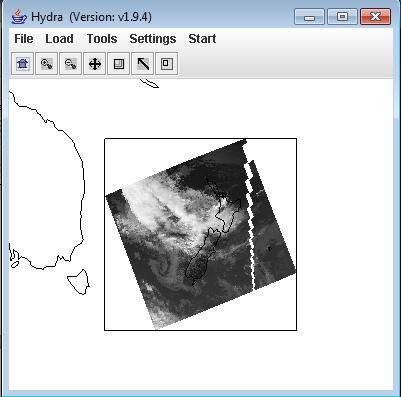 Hydra (Version: v1.9.4)
File Load Tools Settings Start